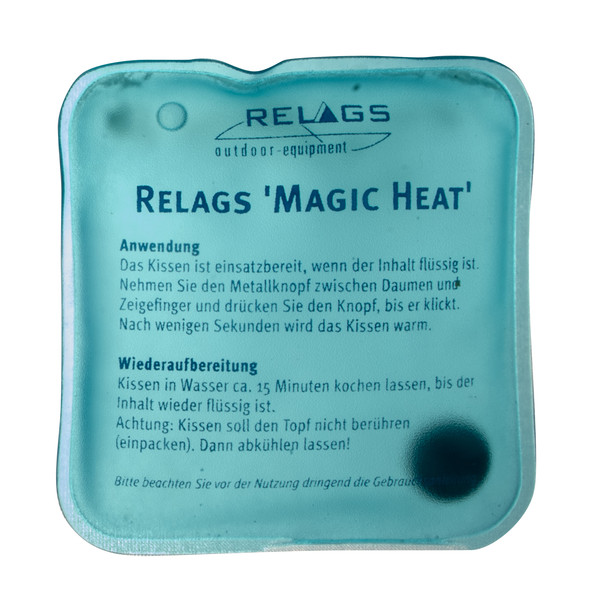 RELAGS
outdoor-equipment
RELAGS 'MAGIC HEAT'
Anwendung
Das Kissen ist einsatzbereit, wenn der Inhalt flüssig ist.
Nehmen Sie den Metallknopf zwischen Daumen und
Zeigefinger und drücken Sie den Knopf, bis er klickt.
Nach wenigen Sekunden wird das Kissen warm.
Wiederaufbereitung
Kissen in Wasser ca. 15 Minuten kochen lassen, bis der
Inhalt wieder flüssig ist.
Achtung: Kissen soll den Topf nicht berühren
(einpacken). Dann abkühlen lassen!
Bitte beachten Sie vor der Nutzung dringend die